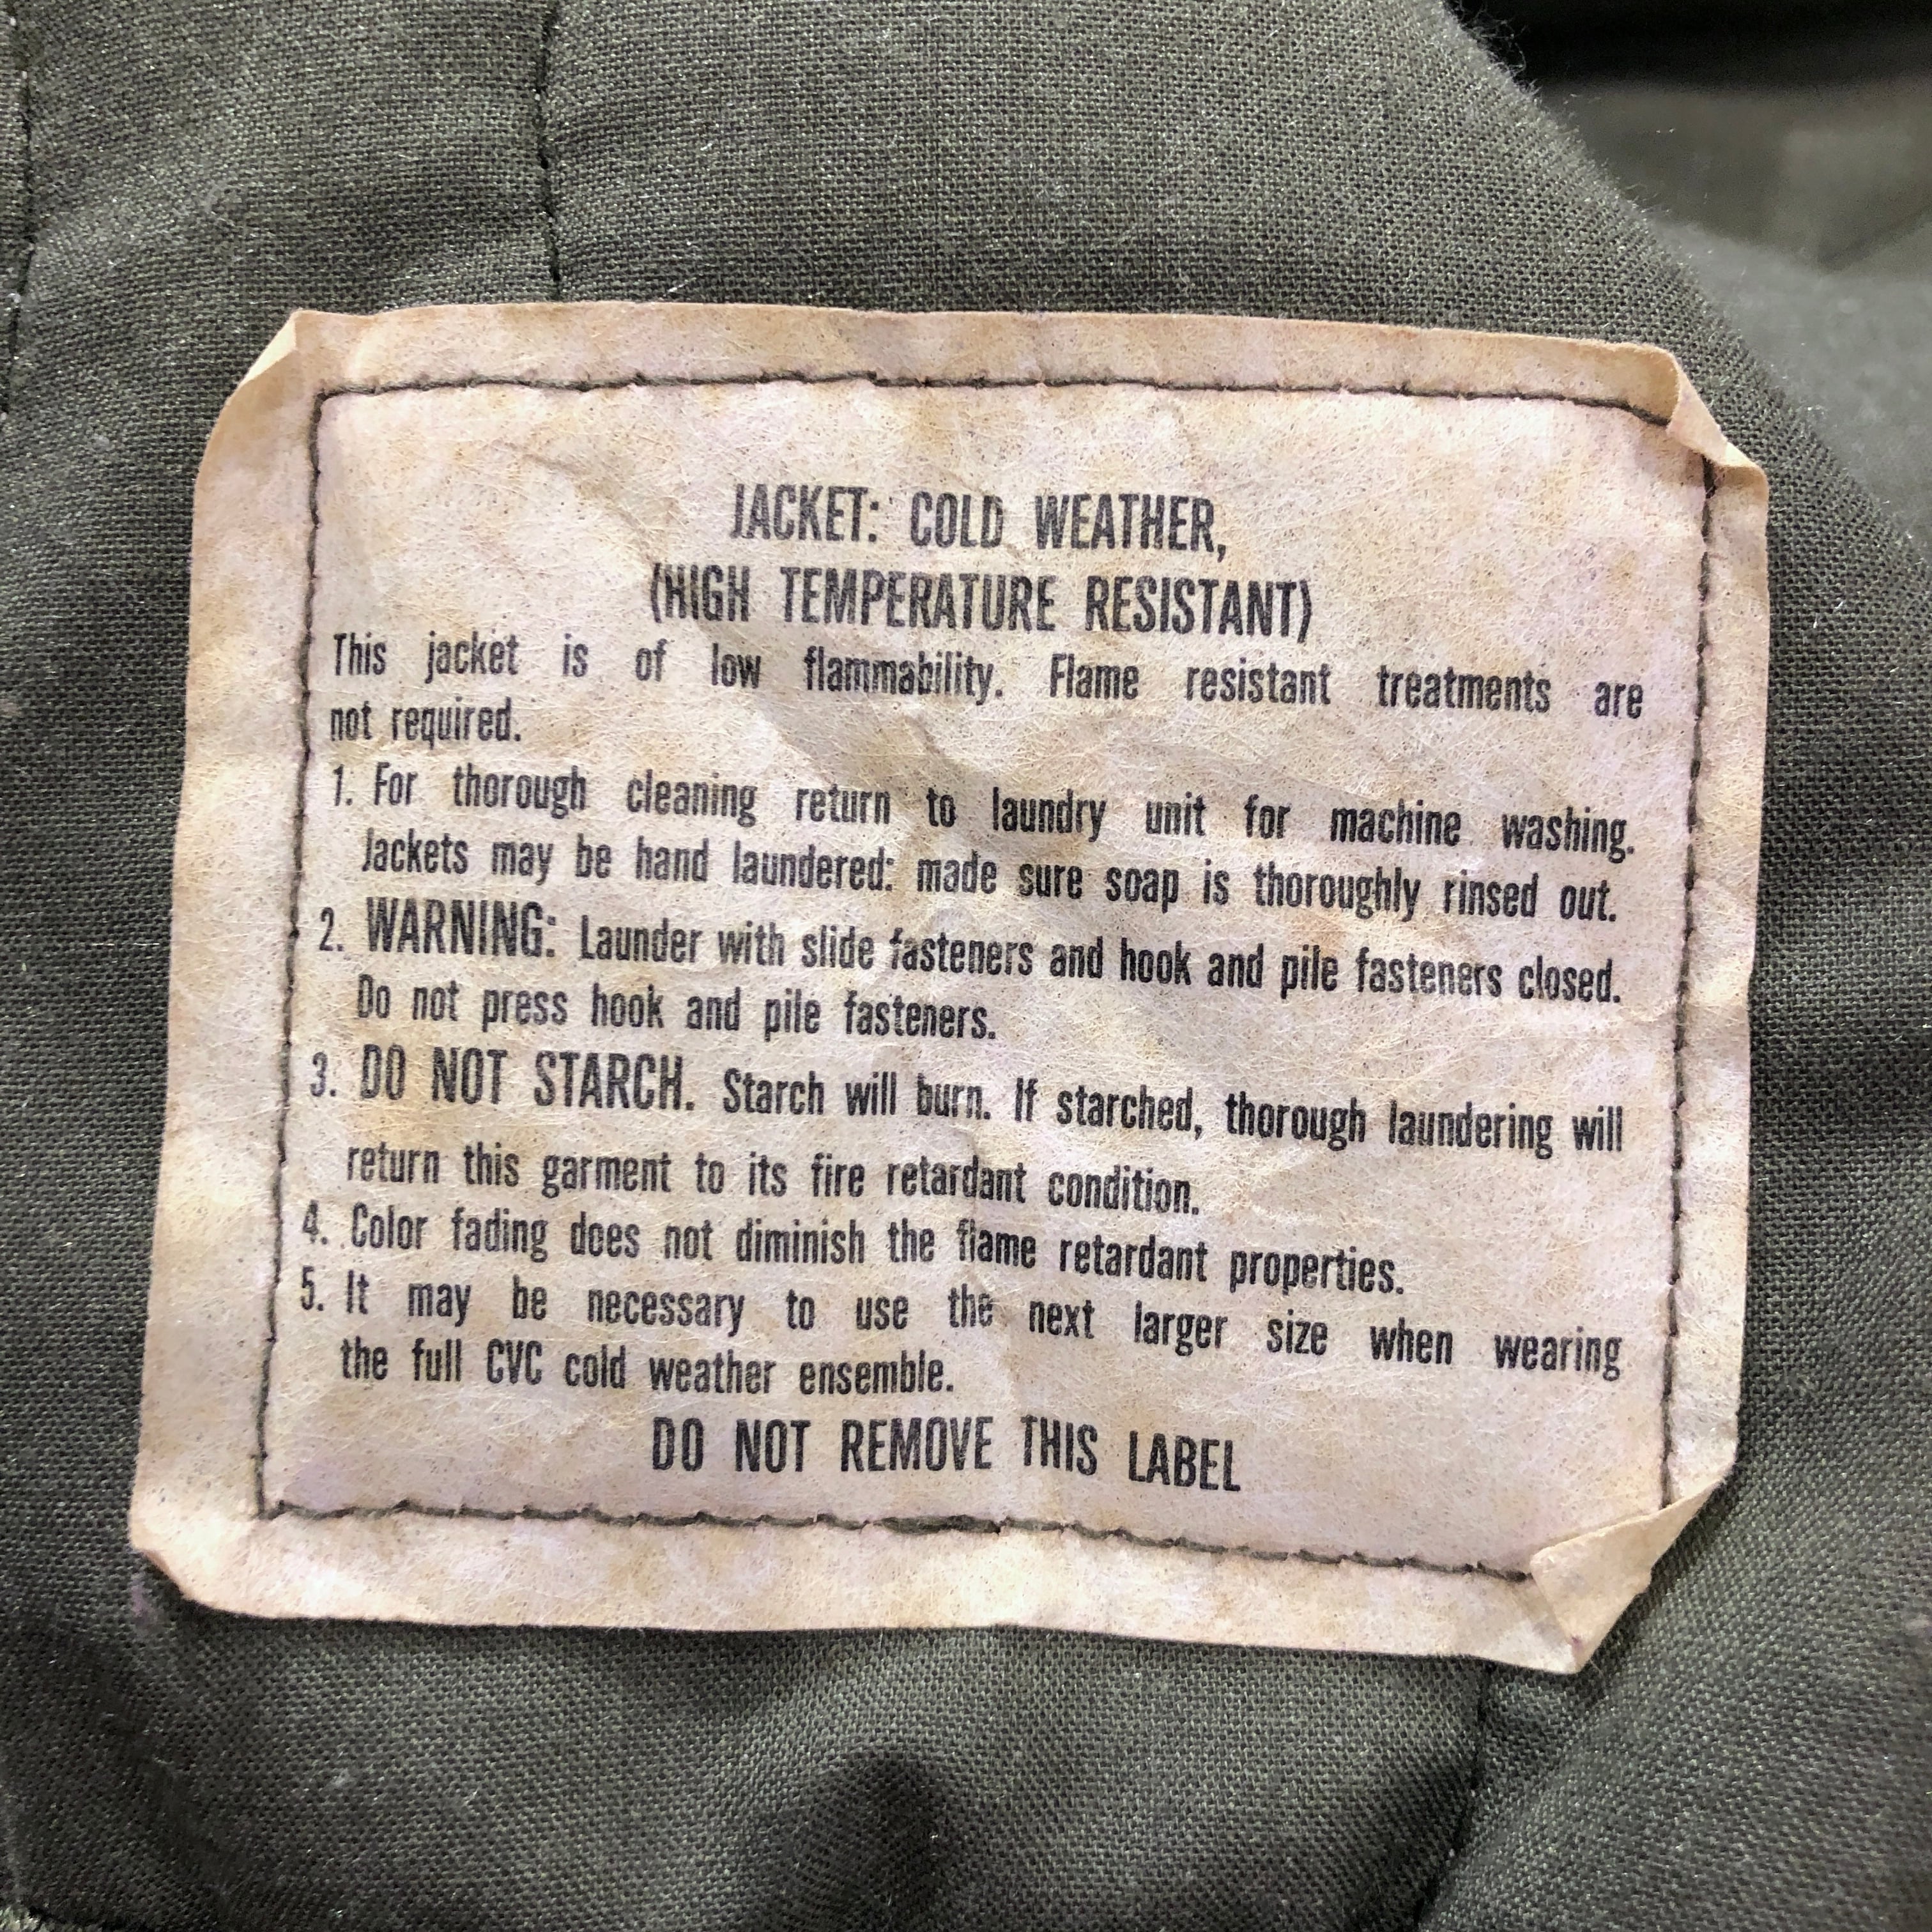 JACKET: COLD WEATHER,
(HIGH TEMPERATURE RESISTANT)
This jacket is of low flammability. Flame resistant treatments are
not required.
1. For thorough cleaning return to laundry unit for machine washing.
Jackets may be hand laundered: made sure soap is thoroughly rinsed out.
2. WARNING: Launder with slide fasteners and hook and pile fasteners closed.
Do not press hook and pile fasteners.
3. DO NOT STARCH. Starch will burn. If starched, thorough laundering will
return this garment to its fire retardant condition.
4. Color fading does not diminish the flame retardant properties.
5. It may be necessary to use the next larger size when wearing
the full CVC cold weather ensemble.
DO NOT REMOVE THIS LABEL